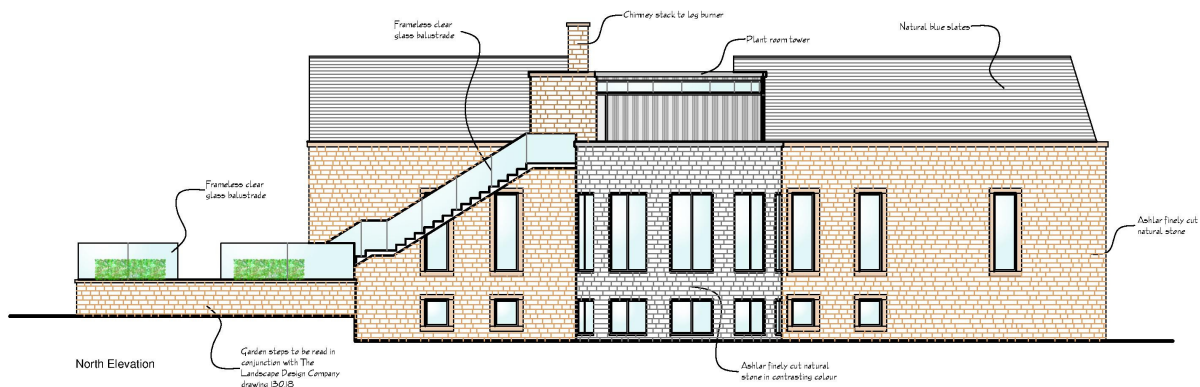 Chimney stack to log burner
Frameless clear
glass balustrade
Natural blue slates
Plant room tower
Frameless clear
glass balustrade
Ashlar finely cut
natural stone
Garden steps to be read in
conjunction with The
Landscape Design Company
drawing 13018
Ashlar finely cut natural
stone in contrasting colour
North Elevation